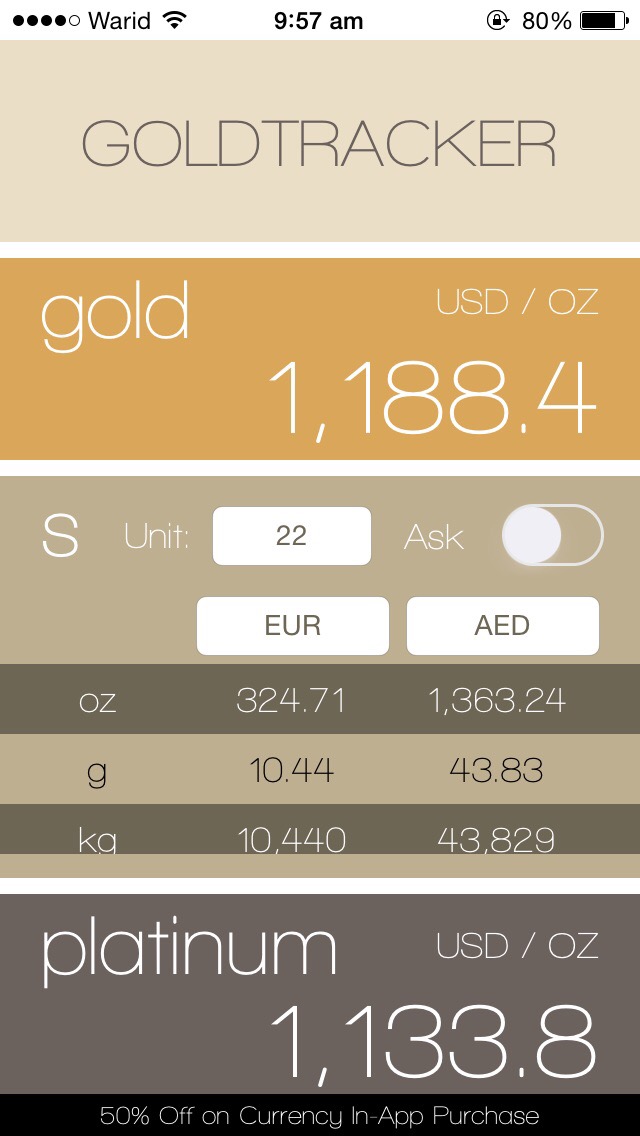 Warid 9:57 am 80%
GOLDTRACKER
gold USD / OZ
1,188.4
S Unit: 22 Ask
EUR AED
oz 324.71 1,363.24
g 10.44 43.83
kg 10,440 43,829
platinum USD / OZ
1,133.8
50% Off on Currency In-App Purchase